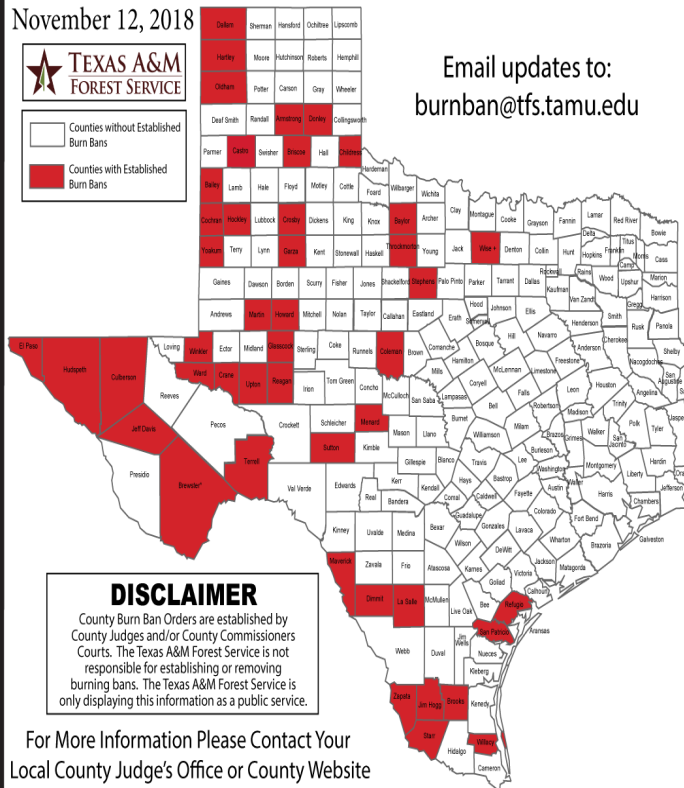 November 12, 2018
TEXAS A&M
FOREST SERVICE
Counties without Established
Burn Bans
Counties with Established
Burn Bans
Email updates to:
burnban@tfs.tamu.edu
Dallam Sherman Hansford Ochiltree Lipscomb
Hartley Moore Hutchinson Roberts Hemphill
Oldham Potter Carson Gray Wheeler
Deaf Smith Randall Armstrong Donley Collingsworth
Parmer Castro Swisher Briscoe Hall Childress
Hardeman
Bailey Lamb Hale Floyd Motley Cottle Foard Wilbarger Wichita
Cochran Hockley Lubbock Crosby Dickens King Knox Baylor Archer Clay Montague Cooke Grayson Fannin Lamar Red River Bowie
Delta Titus Franklin Morris Cass
Yoakum Terry Lynn Garza Kent Stonewall Haskell Throckmorton Young Jack Wise + Denton Collin Hunt Hopkins Camp
Rockwall Rains Wood Upshur Marion
Gaines Dawson Borden Scurry Fisher Jones Shackelford Stephens Palo Pinto Parker Tarrant Dallas Kaufman Van Zandt Gregg Harrison
Hood Johnson Ellis Smith
Andrews Martin Howard Mitchell Nolan Taylor Callahan Eastland Erath Somervell Henderson Rusk Panola
Hill Navarro Cherokee
El Paso Hudspeth Culberson Loving Winkler Ector Midland Glasscock Sterling Coke Runnels Coleman Brown Comanche Bosque Freestone Anderson Shelby
Hamilton Nacogdoches San Augustine
Reeves Ward Crane Upton Reagan Irion Tom Green Concho Mills McLennan Limestone Leon Houston Angelina
McCulloch San Saba Lampasas Coryell Falls Robertson Madison Trinity Jaspe
Jeff Davis Pecos Crockett Schleicher Menard Mason Llano Burnet Bell Milam Brazos Grimes Walker San Jacinto Polk Tyler
Williamson Burleson
Presidio Brewster* Terrell Sutton Kimble Gillespie Blanco Travis Lee Washington Montgomery Liberty Hardin Ora
Val Verde Edwards Real Kerr Bandera Kendall Hays Comal Caldwell Bastrop Fayette Austin Waller Harris Chambers Jefferson
Colorado Fort Bend Galveston
Guadalupe Gonzales Lavaca Wharton Brazoria
Kinney Uvalde Medina Bexar Wilson DeWitt Jackson Matagorda
Maverick Zavala Frio Atascosa Karnes Goliad Victoria Calhoun
Dimmit La Salle McMullen Live Oak Bee Refugio
Webb Duval Jim Wells San Patricio Aransas
Nueces
Kleberg
Zapata Jim Hogg Brooks Kenedy
Starr Hidalgo Willacy
Cameron
DISCLAIMER
County Burn Ban Orders are established by
County Judges and/or County Commissioners
Courts. The Texas A&M Forest Service is not
responsible for establishing or removing
burning bans. The Texas A&M Forest Service is
only displaying this information as a public service.
For More Information Please Contact Your
Local County Judge's Office or County Website